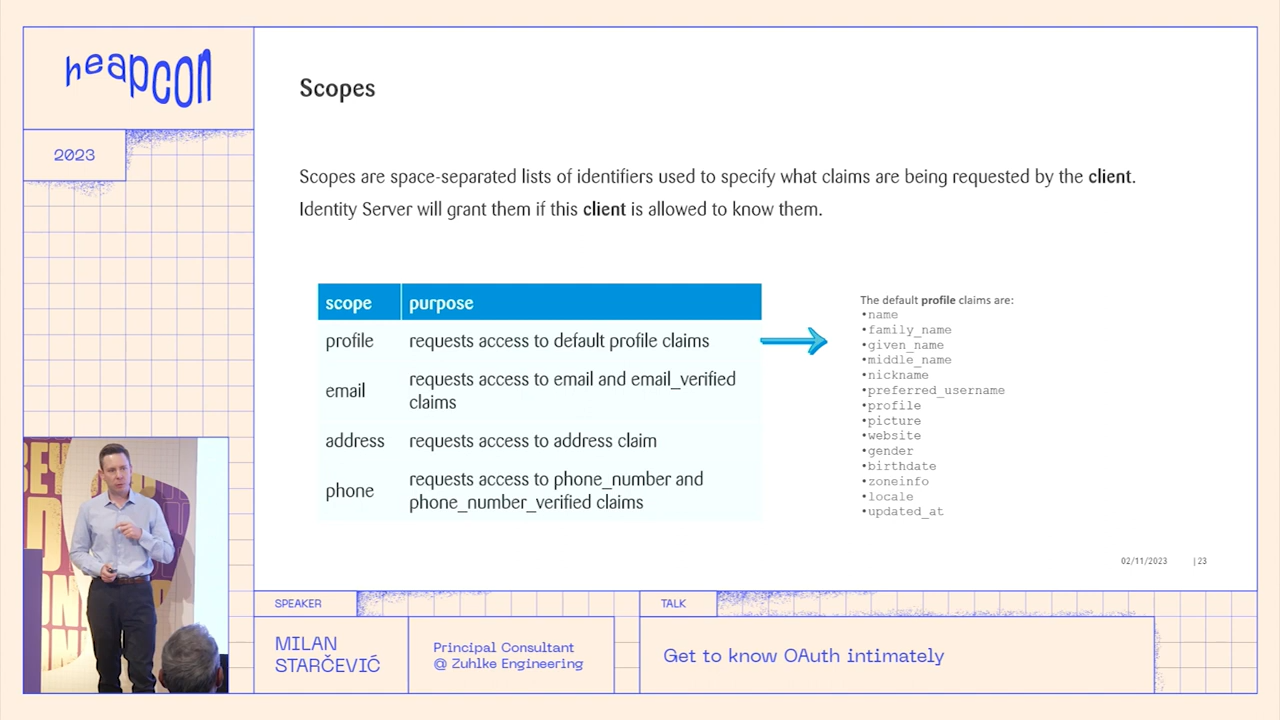 heapcon
2023
Scopes
Scopes are space-separated lists of identifiers used to specify what claims are being requested by the client.
Identity Server will grant them if this client is allowed to know them.
scope purpose
profile requests access to default profile claims
email requests access to email and email_verified
claims
address requests access to address claim
phone requests access to phone_number and
phone_number_verified claims
The default profile claims are:
•name
•family_name
•given_name
•middle_name
•nickname
•preferred_username
•profile
•picture
•website
•gender
•birthdate
•zoneinfo
•locale
•updated_at
02/11/2023 | 23
SPEAKER
MILAN
STARČEVIĆ
Principal Consultant
@ Zuhlke Engineering
TALK
Get to know OAuth intimately